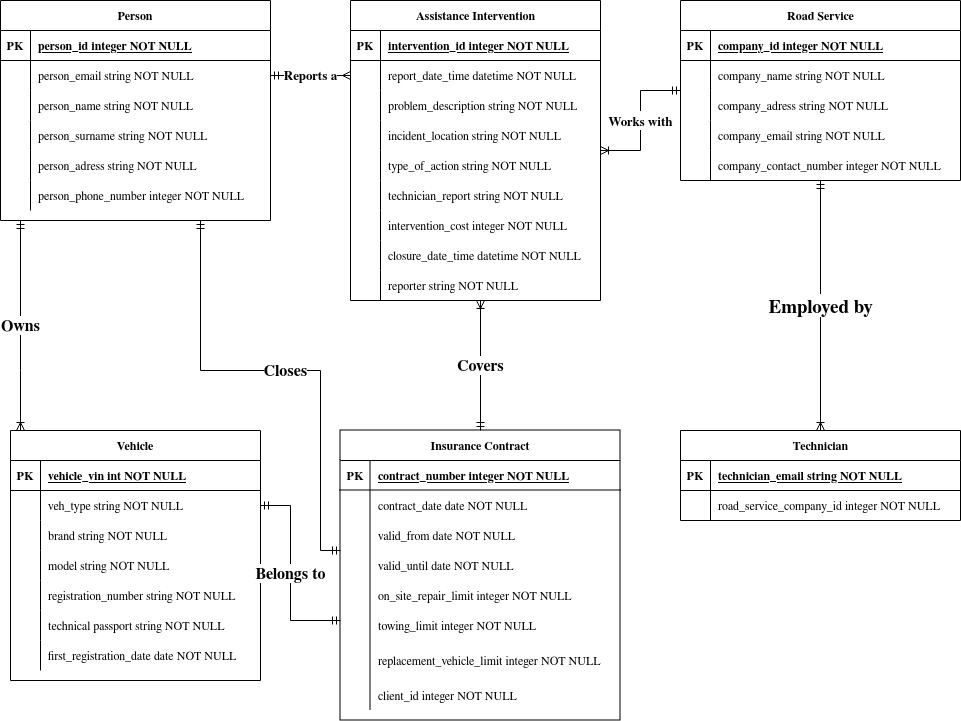 Person
PK person_id integer NOT NULL
person_email string NOT NULL
person_name string NOT NULL
person_surname string NOT NULL
person_adress string NOT NULL
person_phone_number integer NOT NULL
Reports a
Assistance Intervention
PK intervention_id integer NOT NULL
report_date_time datetime NOT NULL
problem_description string NOT NULL
incident_location string NOT NULL
type_of_action string NOT NULL
technician_report string NOT NULL
intervention_cost integer NOT NULL
closure_date_time datetime NOT NULL
reporter string NOT NULL
Works with
Road Service
PK company_id integer NOT NULL
company_name string NOT NULL
company_adress string NOT NULL
company_email string NOT NULL
company_contact_number integer NOT NULL
Owns
Closes
Covers
Employed by
Vehicle
PK vehicle_vin int NOT NULL
veh_type string NOT NULL
brand string NOT NULL
model string NOT NULL
registration_number string NOT NULL
technical passport string NOT NULL
first_registration_date date NOT NULL
Belongs to
Insurance Contract
PK contract_number integer NOT NULL
contract_date date NOT NULL
valid_from date NOT NULL
valid_until date NOT NULL
on_site_repair_limit integer NOT NULL
towing_limit integer NOT NULL
replacement_vehicle_limit integer NOT NULL
client_id integer NOT NULL
Technician
PK technician_email string NOT NULL
road_service_company_id integer NOT NULL